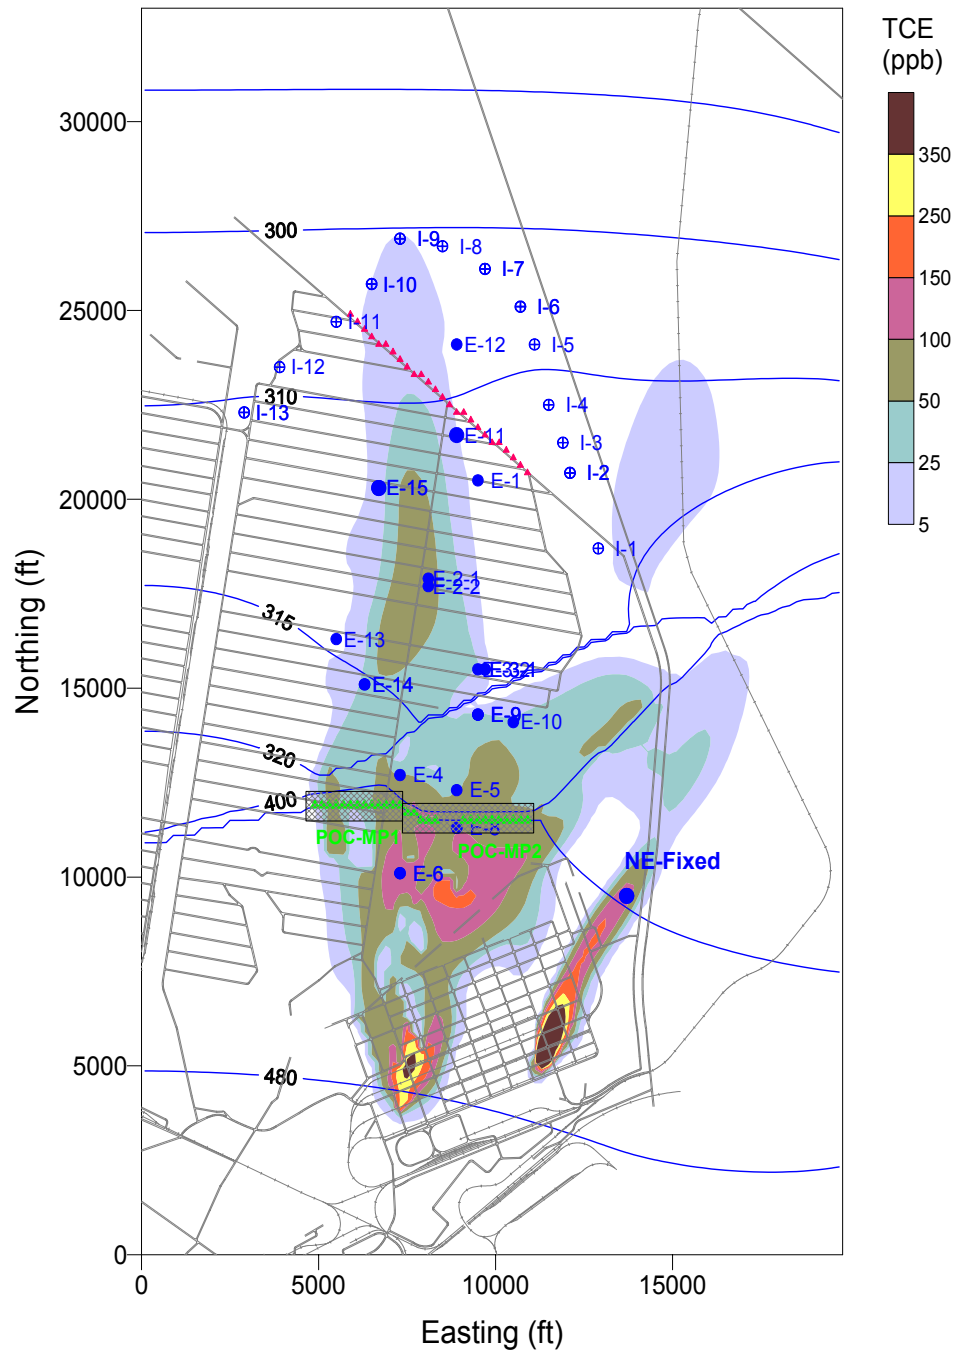 TCE
(ppb)
350
250
150
100
50
25
5
30000
25000
20000
15000
10000
5000
0
0
5000
10000
15000
Northing (ft)
Easting (ft)
300
310
315
320
400
480
I-9
I-8
I-7
I-10
I-6
I-11
E-12
I-5
I-12
I-4
I-13
E-11
I-3
I-2
E-1
E-15
I-1
E-2-1
E-2-2
E-13
E-14
E-9
E-10
E-4
E-5
POC-MP1
POC-MP2
E-6
NE-Fixed